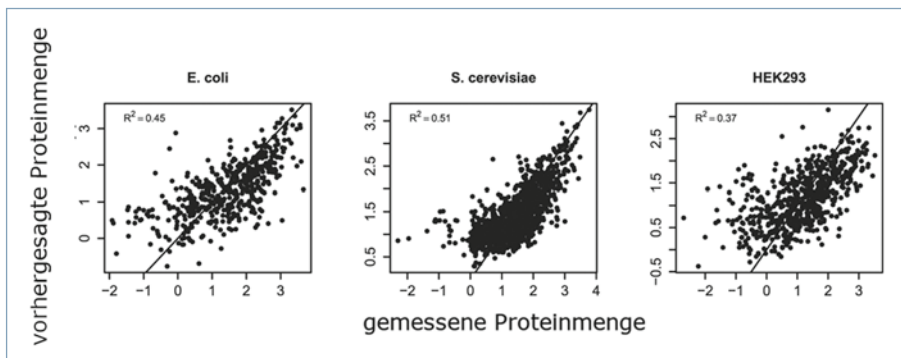 vorhergesagte Proteinmenge
E. coli
R² = 0.45
3
2
1
0
−2 −1 0 1 2 3
S. cerevisiae
R² = 0.51
3.5
2.5
1.5
0.5
−2 −1 0 1 2 3 4
HEK293
R² = 0.37
2.5
1.5
0.5
−0.5
−2 −1 0 1 2 3
gemessene Proteinmenge